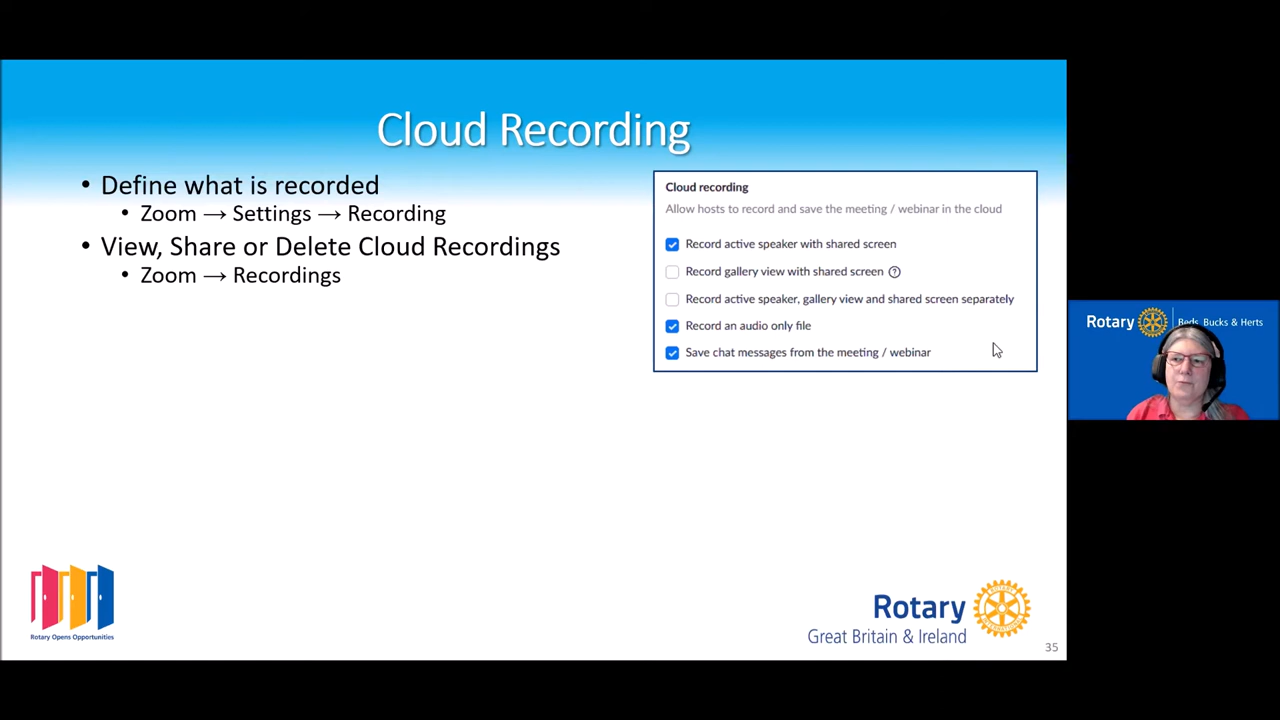 Cloud Recording
• Define what is recorded
• Zoom → Settings → Recording
• View, Share or Delete Cloud Recordings
• Zoom → Recordings
Cloud recording
Allow hosts to record and save the meeting / webinar in the cloud
Record active speaker with shared screen
Record gallery view with shared screen ?
Record active speaker, gallery view and shared screen separately
Record an audio only file
Save chat messages from the meeting / webinar
Rotary
Beds, Bucks & Herts
Rotary Opens Opportunities
Rotary
Great Britain & Ireland
35